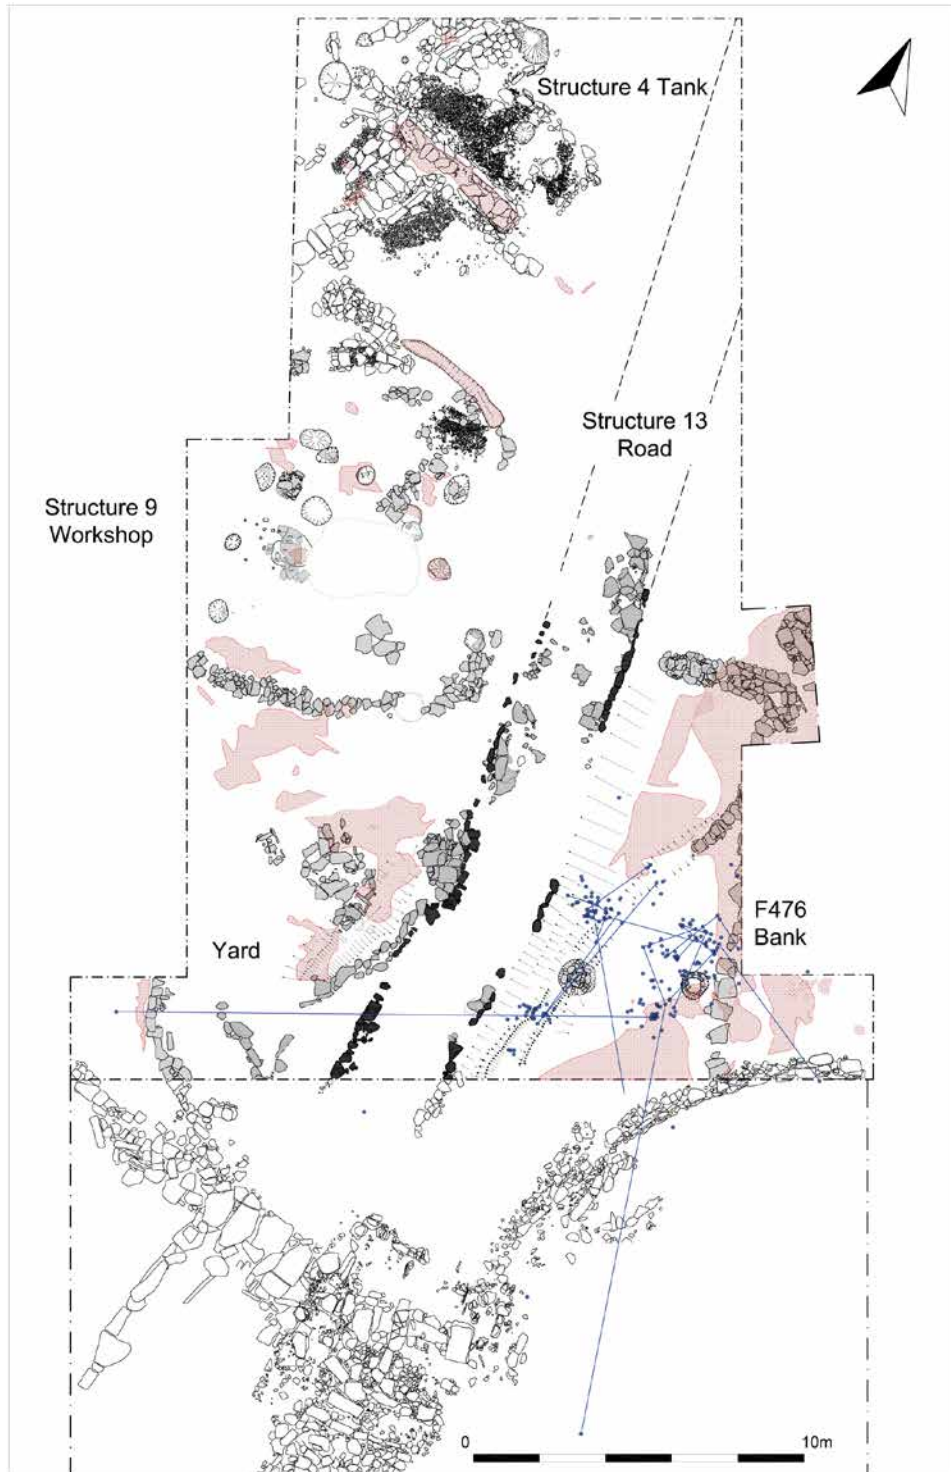 Structure 4 Tank
Structure 13
Road
Structure 9
Workshop
F476
Bank
Yard
0
10m